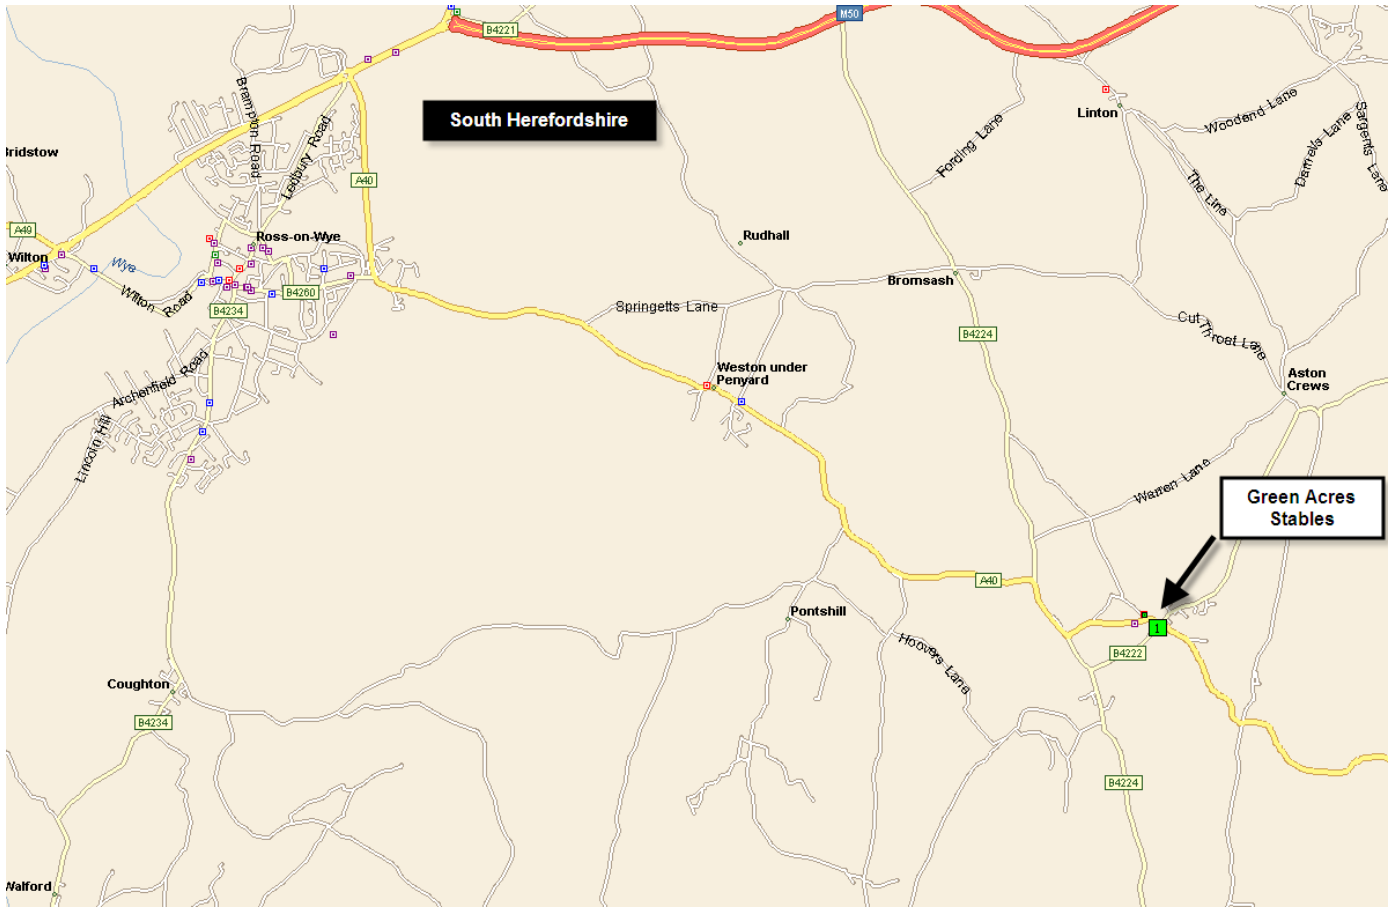 B4221
M50
South Herefordshire
Linton
Woodend Lane
Daniels Lane
Sargents Lane
Brampton Road
Ledbury Road
Fording Lane
Bridstow
A40
The Line
A49
Ross-on-Wye
Rudhall
Wilton
Wye
Bromsash
Wilton Road
B4260
B4234
Springetts Lane
B4224
Cut Throat Lane
Archenfield Road
Weston under
Penyard
Aston
Crews
Lincoln Hill
Warren Lane
Green Acres
Stables
A40
Pontshill
1
Hoovers Lane
B4222
Coughton
B4234
B4224
Walford